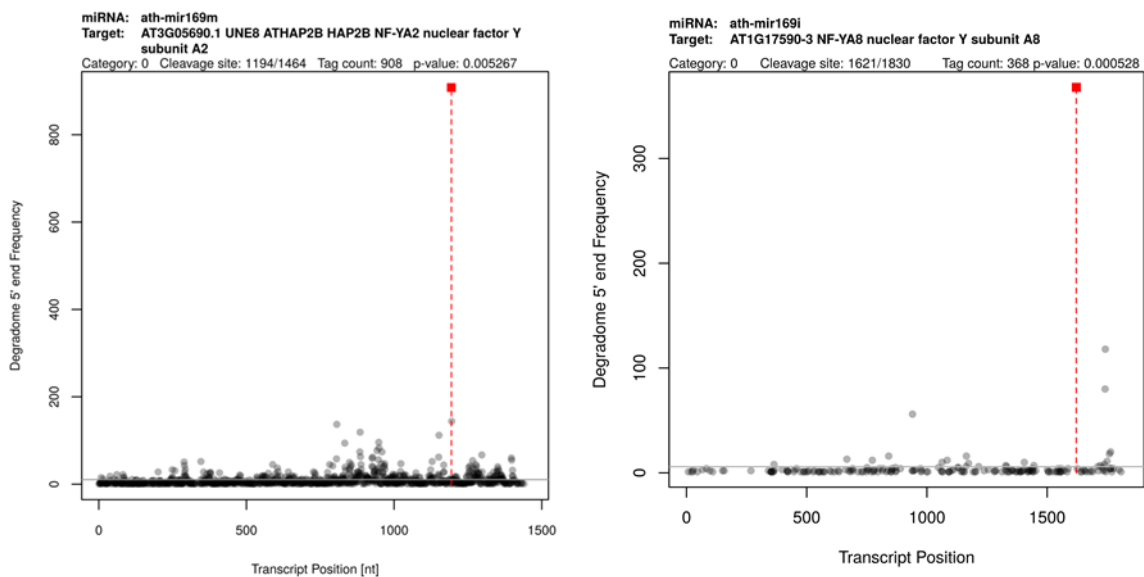 miRNA: ath-mir169m
Target: AT3G05690.1 UNE8 ATHAP2B HAP2B NF-YA2 nuclear factor Y
subunit A2
Category: 0 Cleavage site: 1194/1464 Tag count: 908 p-value: 0.005267
800
600
400
200
0
Degradome 5' end Frequency
0 500 1000 1500
Transcript Position [nt]
miRNA: ath-mir169i
Target: AT1G17590-3 NF-YA8 nuclear factor Y subunit A8
Category: 0 Cleavage site: 1621/1830 Tag count: 368 p-value: 0.000528
300
200
100
0
Degradome 5' end Frequency
0 500 1000 1500
Transcript Position